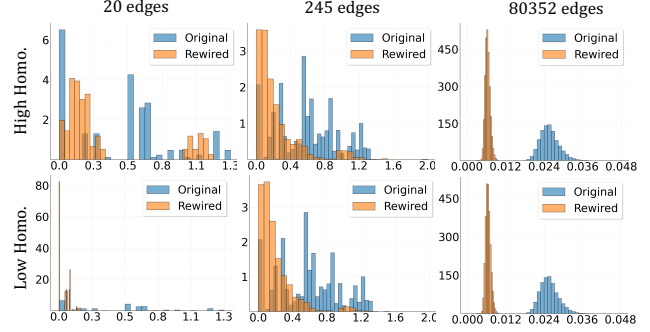 20 edges 245 edges 80352 edges
High Homo.
6
4
2
Original
Rewired
0.0 0.3 0.5 0.8 1.1 1.3
3
2
1
Original
Rewired
0.0 0.4 0.8 1.2 1.6 2.0
450
300
150
Original
Rewired
0.000 0.012 0.024 0.036 0.048
Low Homo.
80
60
40
20
Original
Rewired
0.0 0.3 0.6 0.9 1.3
3
2
1
Original
Rewired
0.0 0.4 0.8 1.2 1.6 2.0
450
300
150
Original
Rewired
0.000 0.012 0.024 0.036 0.048